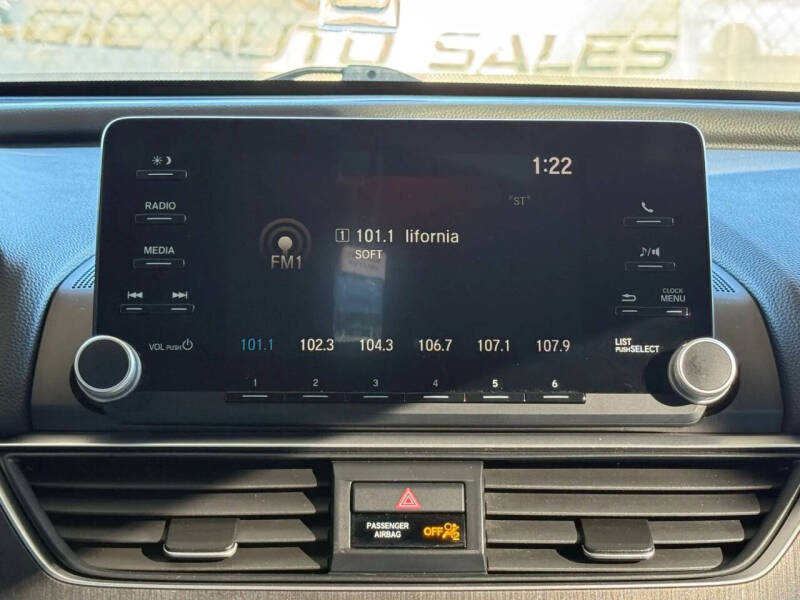 AUTO SALES
1:22
RADIO
"ST"
1 101.1 lifornia
MEDIA
SOFT
FM1
CLOCK
MENU
VOL PUSH
101.1 102.3 104.3 106.7 107.1 107.9
LIST
PUSH SELECT
1 2 3 4 5 6
PASSENGER
AIRBAG
OFF
2